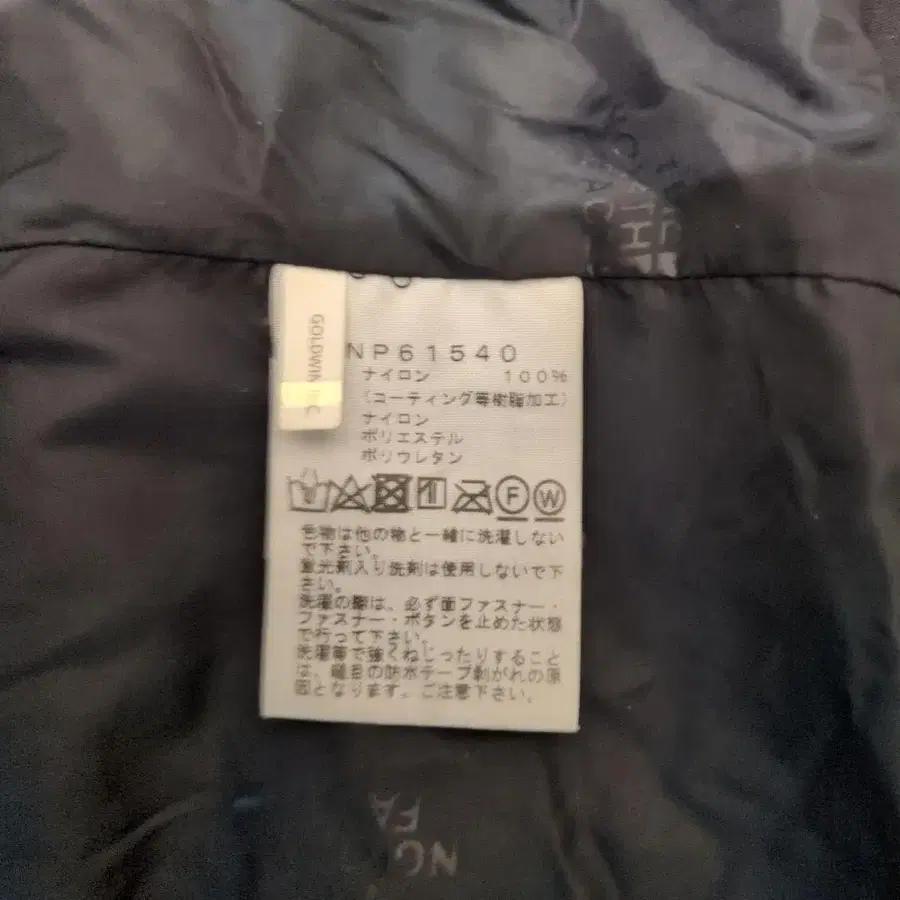 GOLDWIN INC
NP61540
ナイロン 100%
(コーティング等樹脂加工)
ナイロン
ポリエステル
ポリウレタン
F W
色物は他の物と一緒に洗濯しない
で下さい。
蛍光剤入り洗剤は使用しないで下
さい。
洗濯の際は、必ず面ファスナー・
ファスナー・ボタンを止めた状態
で行って下さい。
洗濯等で強くねじったりすること
は、縫目の防水テープ剥がれの原
因となります。ご注意下さい。
FA
NC